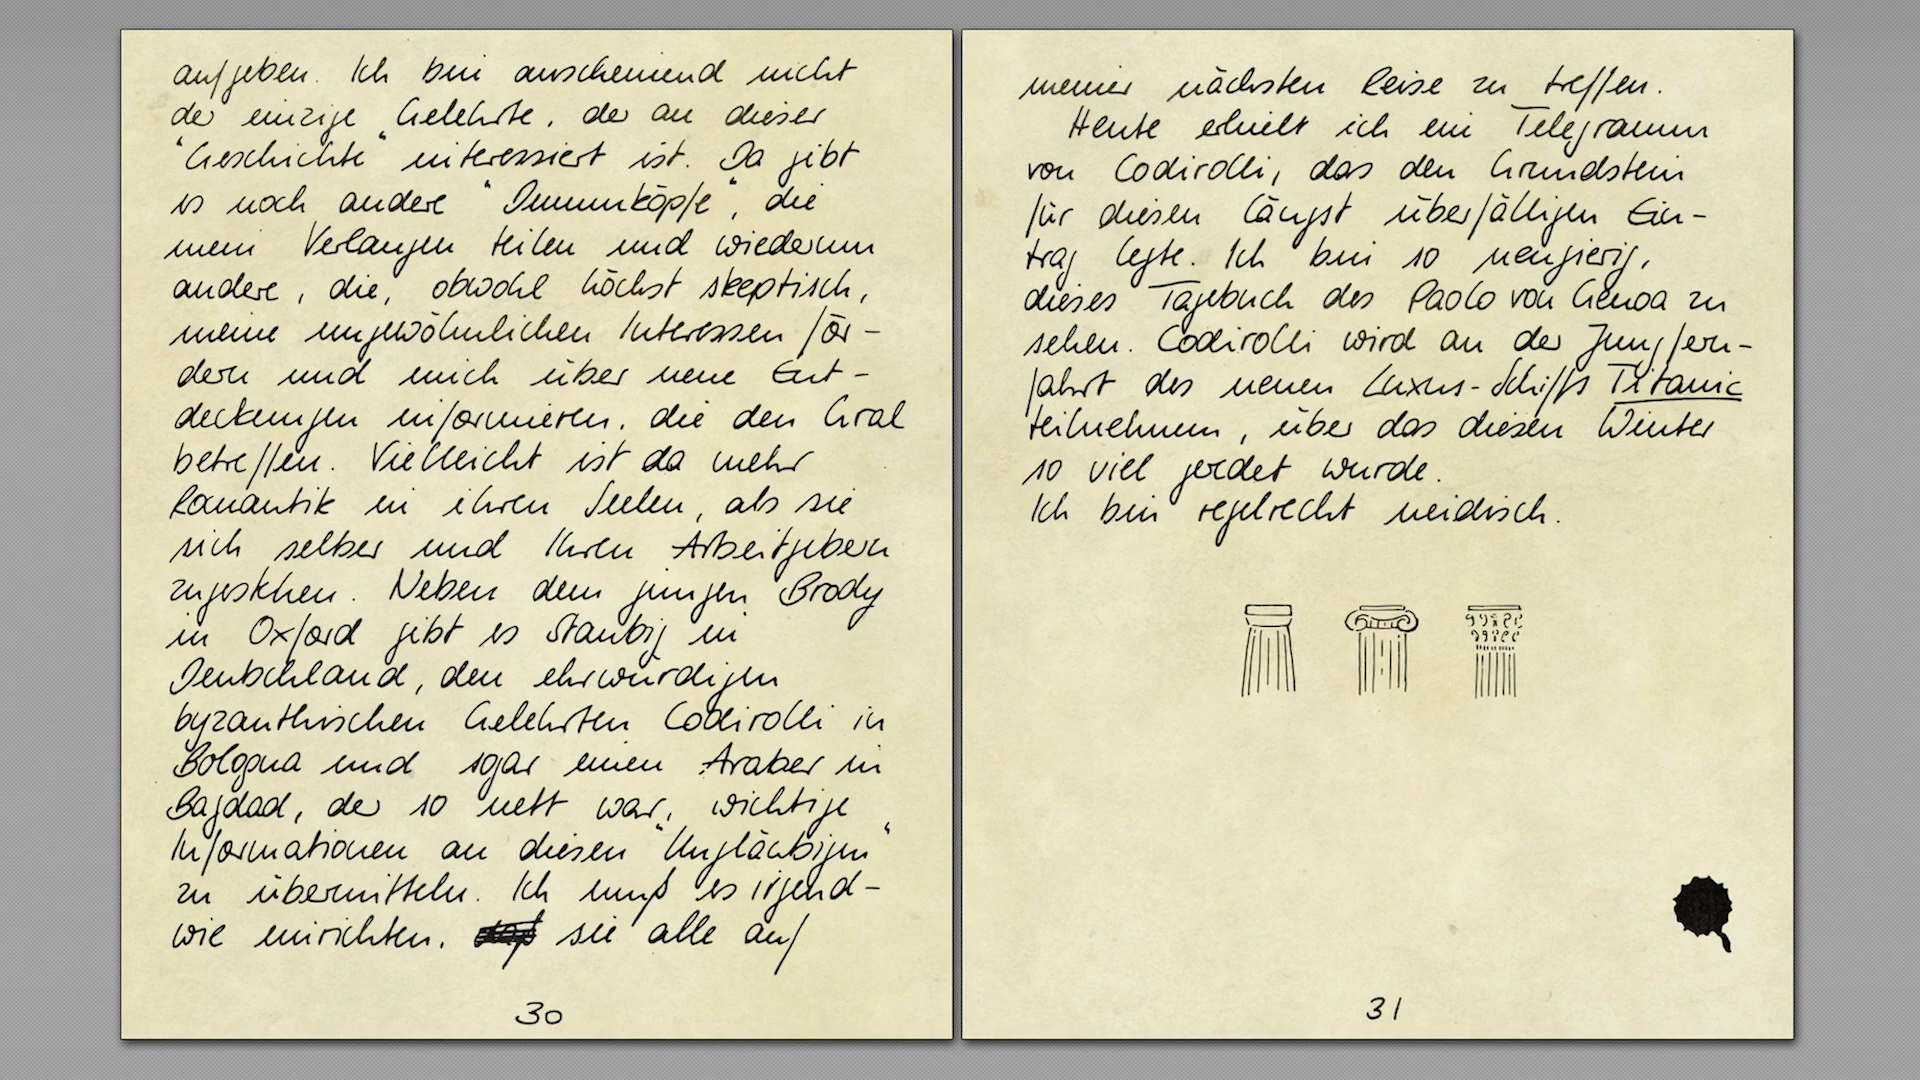 aufgeben. Ich bin anscheinend nicht
der einzige Gelehrte, der an dieser
"Geschichte" interessiert ist. Da gibt
es noch andere "Dummköpfe", die
mein Verlangen teilen und wiederum
andere, die, obwohl höchst skeptisch,
meine ungewöhnlichen Interessen för-
dern und mich über neue Ent-
deckungen informieren, die den Gral
betreffen. Vielleicht ist da mehr
Romantik in ihren Seelen, als sie
sich selber und Ihren Arbeitgebern
zugestehen. Neben dem jungen Brody
in Oxford gibt es Staubig in
Deutschland, den ehrwürdigen
byzanthischen Gelehrten Codirolli in
Bologna und sogar einen Araber in
Bagdad, der so nett war, wichtige
Informationen an diesen "Ungläubigen"
zu übermitteln. Ich muß es irgend-
wie einrichten, sie alle auf
30
meiner nächsten Reise zu treffen.
Heute erhielt ich ein Telegramm
von Codirolli, das den Grundstein
für diesen längst überfälligen Ein-
trag legte. Ich bin so neugierig,
dieses Tagebuch des Paolo von Genoa zu
sehen. Codirolli wird an der Jungfern-
fahrt des neuen Luxus-Schiffs Titanic
teilnehmen, über das diesen Winter
so viel geredet wurde.
Ich bin regelrecht neidisch.
31